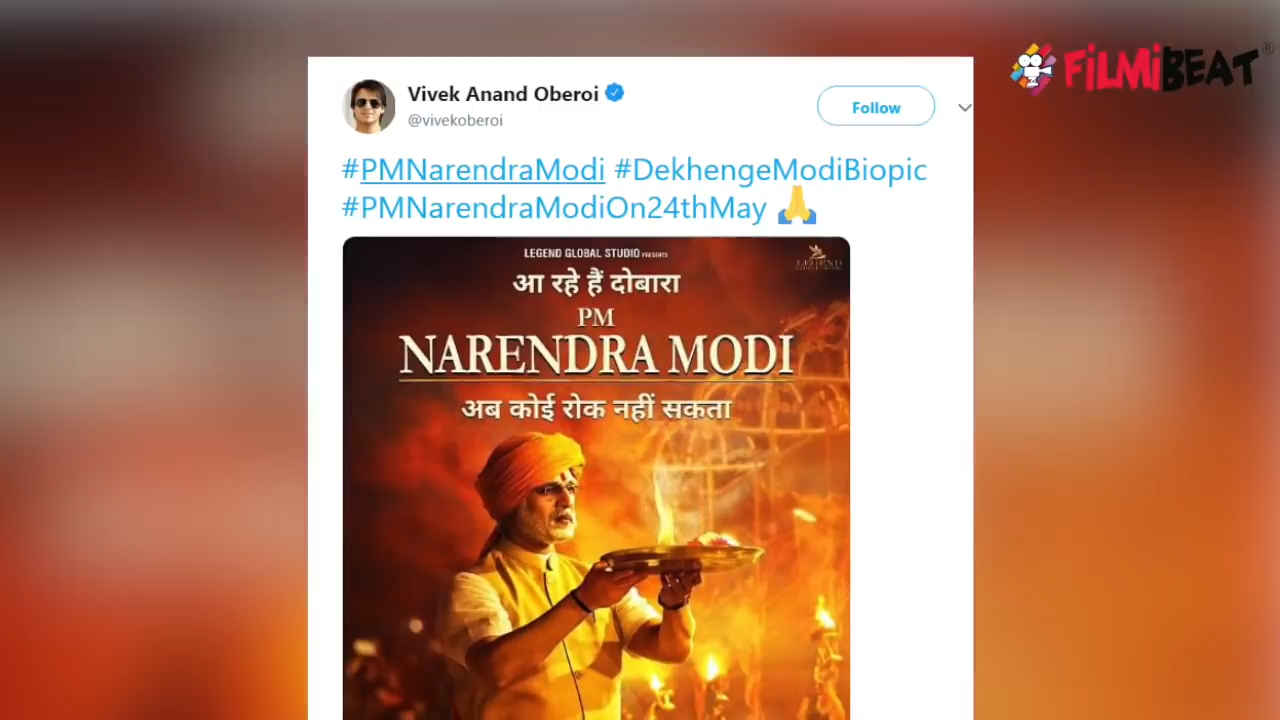 FiLMiBEAT®
Vivek Anand Oberoi
@vivekoberoi
Follow
#PMNarendraModi #DekhengeModiBiopic
#PMNarendraModiOn24thMay
LEGEND GLOBAL STUDIO PRESENTS
LEGEND
आ रहे हैं दोबारा
PM
NARENDRA MODI
अब कोई रोक नहीं सकता